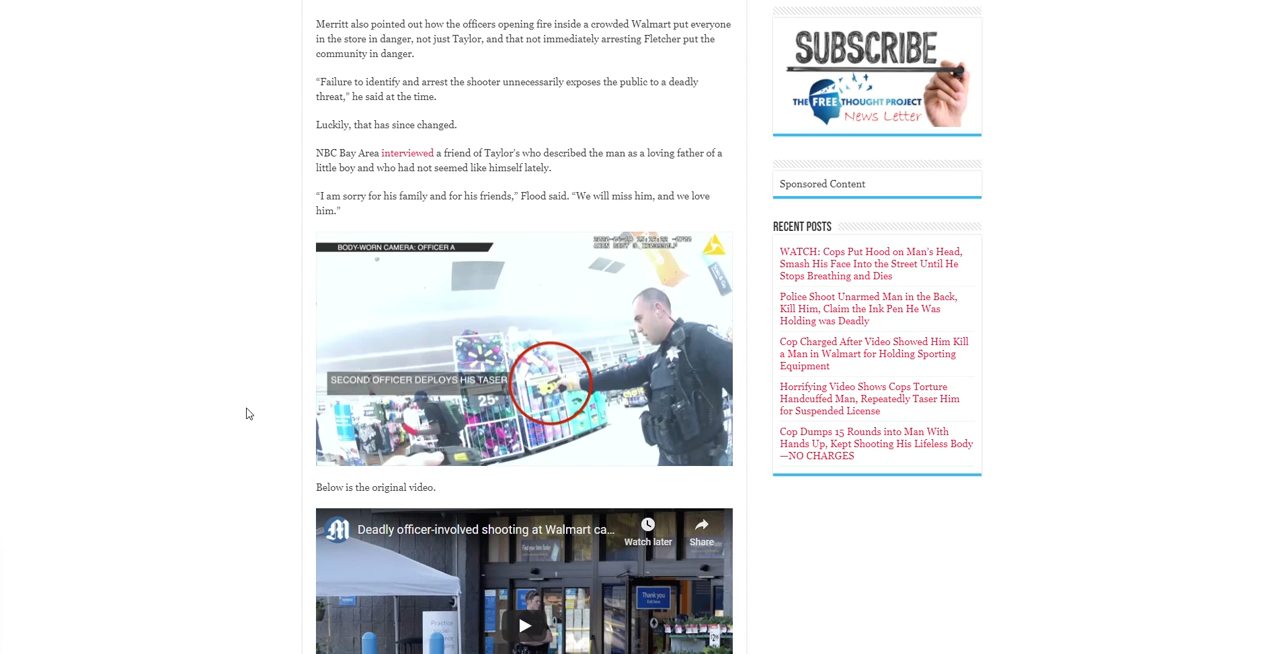 Merritt also pointed out how the officers opening fire inside a crowded Walmart put everyone
in the store in danger, not just Taylor, and that not immediately arresting Fletcher put the
community in danger.
“Failure to identify and arrest the shooter unnecessarily exposes the public to a deadly
threat,” he said at the time.
Luckily, that has since changed.
NBC Bay Area interviewed a friend of Taylor’s who described the man as a loving father of a
little boy and who had not seemed like himself lately.
“I am sorry for his family and for his friends,” Flood said. “We will miss him, and we love
him.”
BODY-WORN CAMERA: OFFICER A
SECOND OFFICER DEPLOYS HIS TASER
25
Below is the original video.
M
Deadly officer-involved shooting at Walmart ca...
Watch later
Share
Thank you
Practice
SUBSCRIBE
THE FREE THOUGHT PROJECT
News Letter
Sponsored Content
RECENT POSTS
WATCH: Cops Put Hood on Man’s Head,
Smash His Face Into the Street Until He
Stops Breathing and Dies
Police Shoot Unarmed Man in the Back,
Kill Him, Claim the Ink Pen He Was
Holding was Deadly
Cop Charged After Video Showed Him Kill
a Man in Walmart for Holding Sporting
Equipment
Horrifying Video Shows Cops Torture
Handcuffed Man, Repeatedly Taser Him
for Suspended License
Cop Dumps 15 Rounds into Man With
Hands Up, Kept Shooting His Lifeless Body
—NO CHARGES